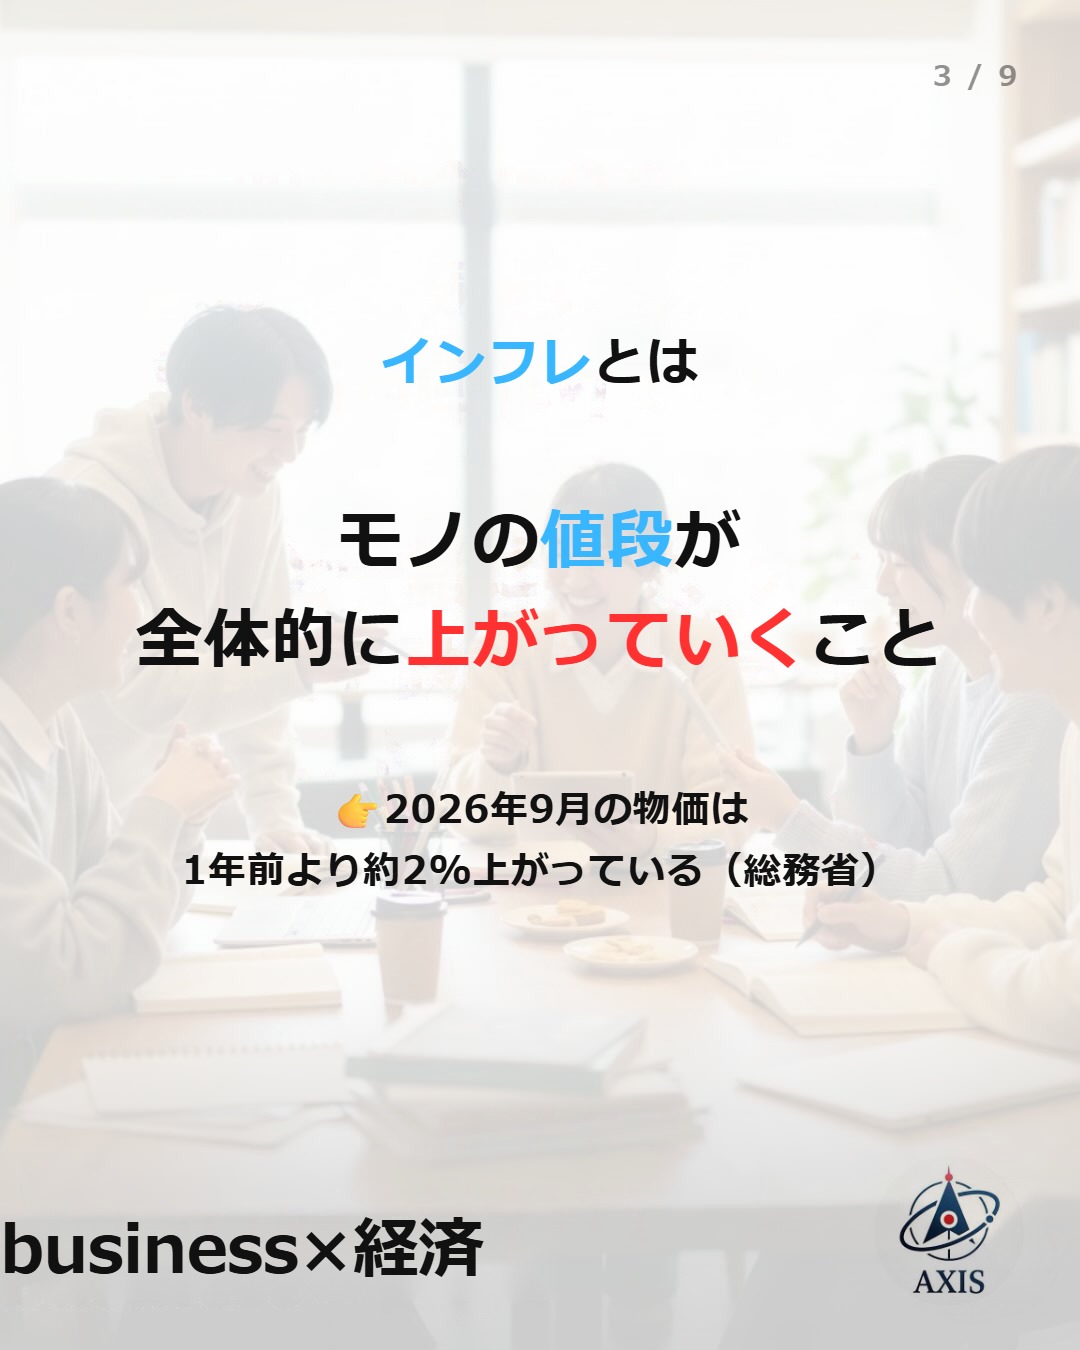 3 / 9
インフレとは
モノの値段が
全体的に上がっていくこと
👉2026年9月の物価は
1年前より約2%上がっている（総務省）
business×経済
AXIS